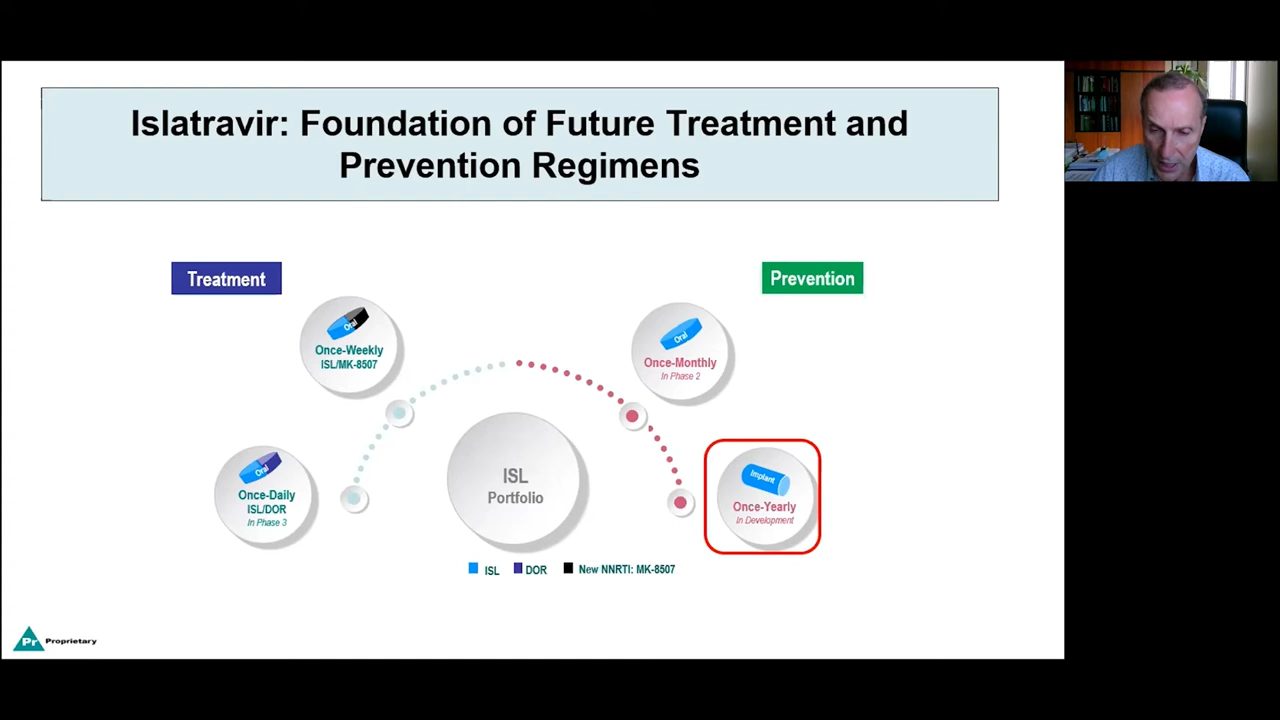 Islatravir: Foundation of Future Treatment and
Prevention Regimens
Treatment
Prevention
Oral
Once-Weekly
ISL/MK-8507
Oral
Once-Monthly
In Phase 2
Oral
Once-Daily
ISL/DOR
In Phase 3
ISL
Portfolio
Implant
Once-Yearly
In Development
ISL
DOR
New NNRTI: MK-8507
Pr
Proprietary